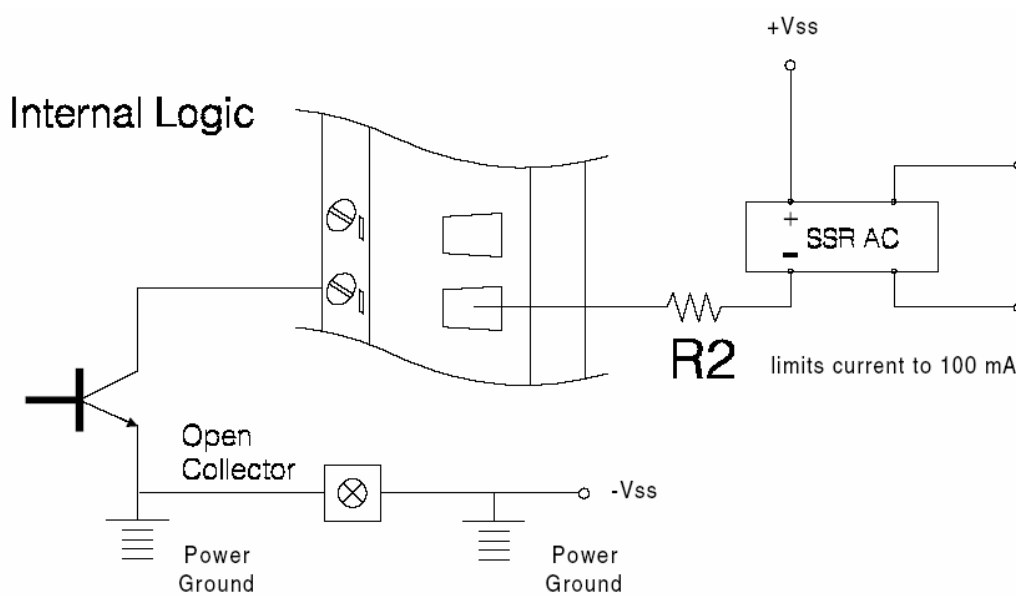 +Vss
Internal Logic
+
SSR AC
-
R2
limits current to 100 mA
Open
Collector
-Vss
Power
Ground
Power
Ground